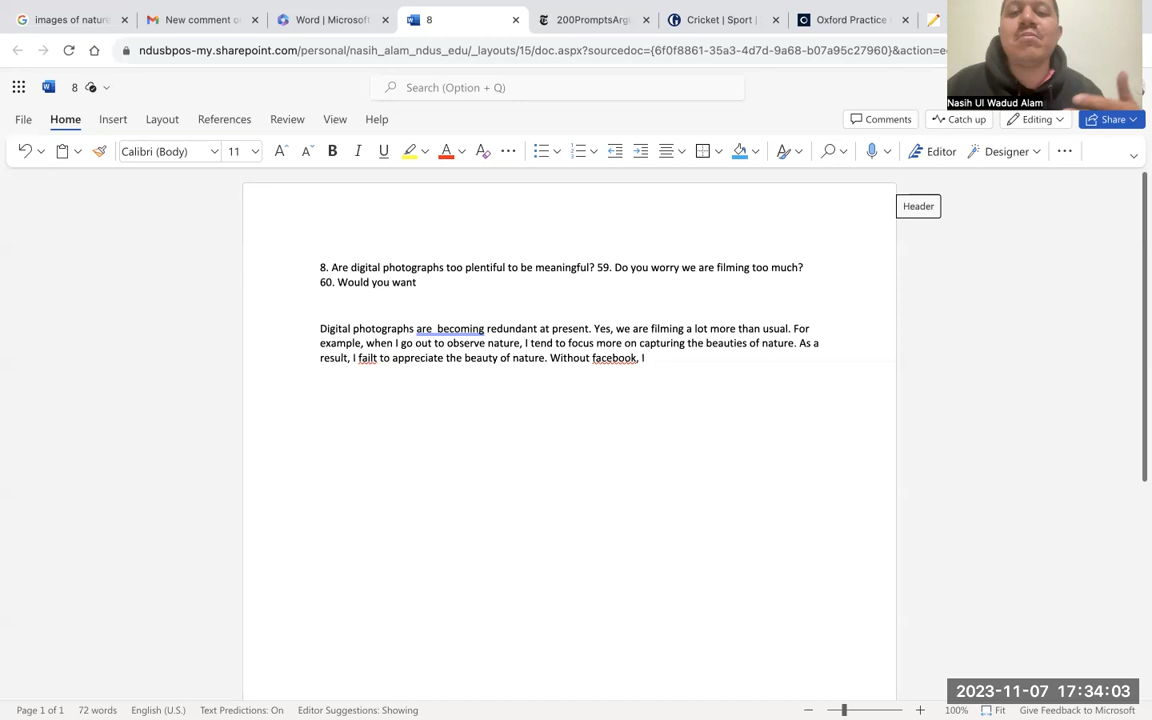 images of nature
New comment o
Word | Microsoft
8
200PromptsArg
Cricket | Sport |
Oxford Practice
ndusbpos-my.sharepoint.com/personal/nasih_alam_ndus_edu/_layouts/15/doc.aspx?sourcedoc={6f0f8861-35a3-4d7d-9a68-b07a95c27960}&action=e
8
Search (Option + Q)
Nasih Ul Wadud Alam
File Home Insert Layout References Review View Help
Comments Catch up Editing Share
Calibri (Body) 11 B I U A Editor Designer
Header
8. Are digital photographs too plentiful to be meaningful? 59. Do you worry we are filming too much?
60. Would you want
Digital photographs are  becoming redundant at present. Yes, we are filming a lot more than usual. For
example, when I go out to observe nature, I tend to focus more on capturing the beauties of nature. As a
result, I failt to appreciate the beauty of nature. Without facebook, I
2023-11-07 17:34:03
Page 1 of 1 72 words English (U.S.) Text Predictions: On Editor Suggestions: Showing 100% Fit Give Feedback to Microsoft